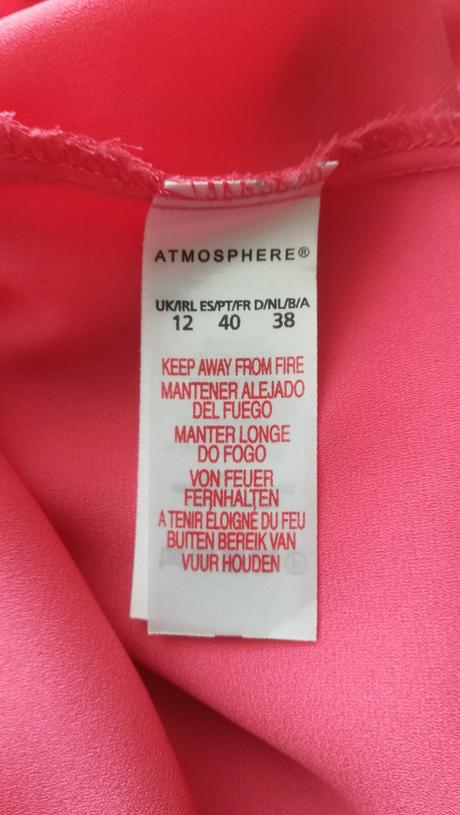 ATMOSPHERE®
UK/IRL ES/PT/FR D/NL/B/A
12 40 38
KEEP AWAY FROM FIRE
MANTENER ALEJADO
DEL FUEGO
MANTER LONGE
DO FOGO
VON FEUER
FERNHALTEN
A TENIR ÉLOIGNÉ DU FEU
BUITEN BEREIK VAN
VUUR HOUDEN